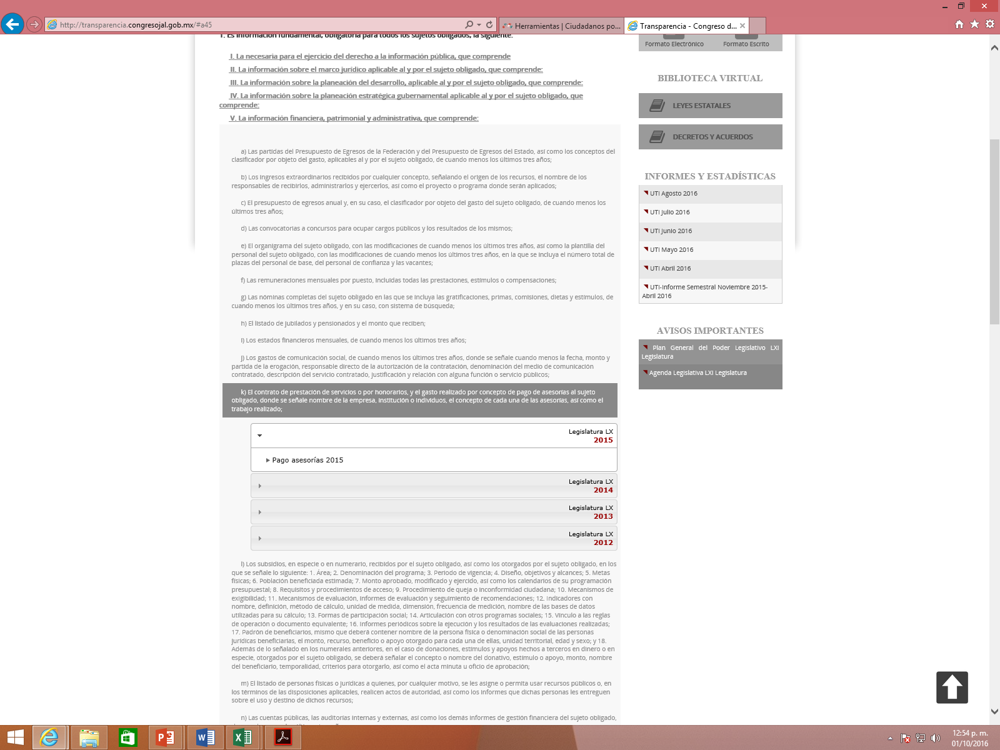 http://transparencia.congresojal.gob.mx/#a45
Herramientas | Ciudadanos po...
Transparencia - Congreso d...
1. Es información fundamental, obligatoria para todos los sujetos obligados, la siguiente:
I. La necesaria para el ejercicio del derecho a la información pública, que comprende
II. La información sobre el marco jurídico aplicable al y por el sujeto obligado, que comprende:
III. La información sobre la planeación del desarrollo, aplicable al y por el sujeto obligado, que comprende:
IV. La información sobre la planeación estratégica gubernamental aplicable al y por el sujeto obligado, que
comprende:
V. La información financiera, patrimonial y administrativa, que comprende:
a) Las partidas del Presupuesto de Egresos de la Federación y del Presupuesto de Egresos del Estado, así como los conceptos del
clasificador por objeto del gasto, aplicables al y por el sujeto obligado, de cuando menos los últimos tres años;
b) Los ingresos extraordinarios recibidos por cualquier concepto, señalando el origen de los recursos, el nombre de los
responsables de recibirlos, administrarlos y ejercerlos, así como el proyecto o programa donde serán aplicados;
c) El presupuesto de egresos anual y, en su caso, el clasificador por objeto del gasto del sujeto obligado, de cuando menos los
últimos tres años;
d) Las convocatorias a concursos para ocupar cargos públicos y los resultados de los mismos;
e) El organigrama del sujeto obligado, con las modificaciones de cuando menos los últimos tres años, así como la plantilla del
personal del sujeto obligado, con las modificaciones de cuando menos los últimos tres años, en la que se incluya el número total de
plazas del personal de base, del personal de confianza y las vacantes;
f) Las remuneraciones mensuales por puesto, incluidas todas las prestaciones, estímulos o compensaciones;
g) Las nóminas completas del sujeto obligado en las que se incluya las gratificaciones, primas, comisiones, dietas y estímulos, de
cuando menos los últimos tres años, y en su caso, con sistema de búsqueda;
h) El listado de jubilados y pensionados y el monto que reciben;
i) Los estados financieros mensuales, de cuando menos los últimos tres años;
j) Los gastos de comunicación social, de cuando menos los últimos tres años, donde se señale cuando menos la fecha, monto y
partida de la erogación, responsable directo de la autorización de la contratación, denominación del medio de comunicación
contratado, descripción del servicio contratado, justificación y relación con alguna función o servicio públicos;
k) El contrato de prestación de servicios o por honorarios, y el gasto realizado por concepto de pago de asesorías al sujeto
obligado, donde se señale nombre de la empresa, institución o individuos, el concepto de cada una de las asesorías, así como el
trabajo realizado;
Legislatura LX
2015
Pago asesorías 2015
Legislatura LX
2014
Legislatura LX
2013
Legislatura LX
2012
l) Los subsidios, en especie o en numerario, recibidos por el sujeto obligado, así como los otorgados por el sujeto obligado, en los
que se señale lo siguiente: 1. Área; 2. Denominación del programa; 3. Periodo de vigencia; 4. Diseño, objetivos y alcances; 5. Metas
físicas; 6. Población beneficiada estimada; 7. Monto aprobado, modificado y ejercido, así como los calendarios de su programación
presupuestal; 8. Requisitos y procedimientos de acceso; 9. Procedimiento de queja o inconformidad ciudadana; 10. Mecanismos de
exigibilidad; 11. Mecanismos de evaluación, informes de evaluación y seguimiento de recomendaciones; 12. Indicadores con
nombre, definición, método de cálculo, unidad de medida, dimensión, frecuencia de medición, nombre de las bases de datos
utilizadas para su cálculo; 13. Formas de participación social; 14. Articulación con otros programas sociales; 15. Vínculo a las reglas
de operación o documento equivalente; 16. Informes periódicos sobre la ejecución y los resultados de las evaluaciones realizadas;
17. Padrón de beneficiarios, mismo que deberá contener nombre de la persona física o denominación social de las personas
jurídicas beneficiarias, el monto, recurso, beneficio o apoyo otorgado para cada una de ellas, unidad territorial, edad y sexo; y 18.
Además de lo señalado en los numerales anteriores, en el caso de donaciones, estímulos y apoyos hechos a terceros en dinero o en
especie, otorgados por el sujeto obligado, se deberá señalar el concepto o nombre del donativo, estímulo o apoyo, monto, nombre
del beneficiario, temporalidad, criterios para otorgarlo, así como el acta minuta u oficio de aprobación;
m) El listado de personas físicas o jurídicas a quienes, por cualquier motivo, se les asigne o permita usar recursos públicos o, en
los términos de las disposiciones aplicables, realicen actos de autoridad, así como los informes que dichas personas les entreguen
sobre el uso y destino de dichos recursos;
n) Las cuentas públicas, las auditorías internas y externas, así como los demás informes de gestión financiera del sujeto obligado,
Formato Electrónico
Formato Escrito
BIBLIOTECA VIRTUAL
LEYES ESTATALES
DECRETOS Y ACUERDOS
INFORMES Y ESTADÍSTICAS
UTI Agosto 2016
UTI Julio 2016
UTI Junio 2016
UTI Mayo 2016
UTI Abril 2016
UTI-Informe Semestral Noviembre 2015-
Abril 2016
AVISOS IMPORTANTES
Plan General del Poder Legislativo LXI
Legislatura
Agenda Legislativa LXI Legislatura
12:54 p. m.
01/10/2016